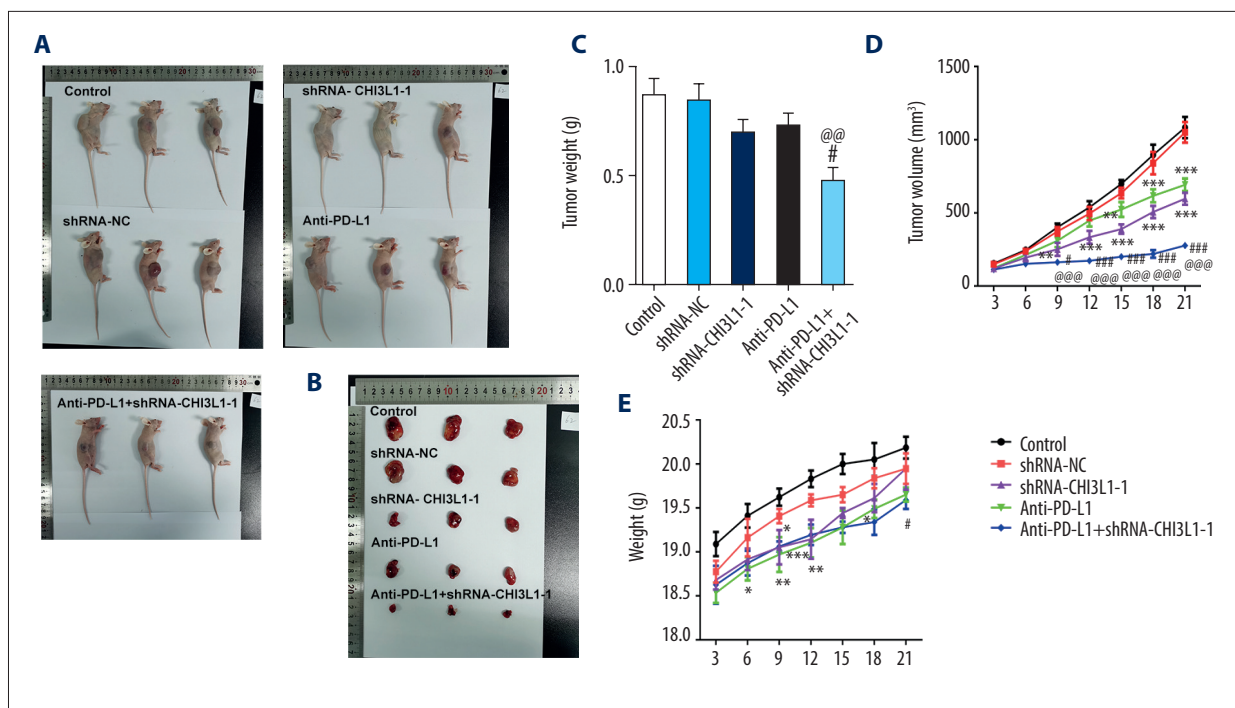 A
Control
shRNA-NC
shRNA- CHI3L1-1
Anti-PD-L1
Anti-PD-L1+shRNA-CHI3L1-1
B
Control
shRNA-NC
shRNA- CHI3L1-1
Anti-PD-L1
Anti-PD-L1+shRNA-CHI3L1-1
C
Tumor weight (g)
1.0
0.5
0.0
@@
#
Control
shRNA-NC
shRNA-CHI3L1-1
Anti-PD-L1
Anti-PD-L1+
shRNA-CHI3L1-1
D
Tumor wolume (mm³)
1500
1000
500
0
*** ***
**
** *** *** *** ***
# ### ### ### ###
@@@ @@@ @@@ @@@ @@@
3 6 9 12 15 18 21
E
Weight (g)
20.5
20.0
19.5
19.0
18.5
18.0
* * #
***
* ** **
3 6 9 12 15 18 21
Control
shRNA-NC
shRNA-CHI3L1-1
Anti-PD-L1
Anti-PD-L1+shRNA-CHI3L1-1